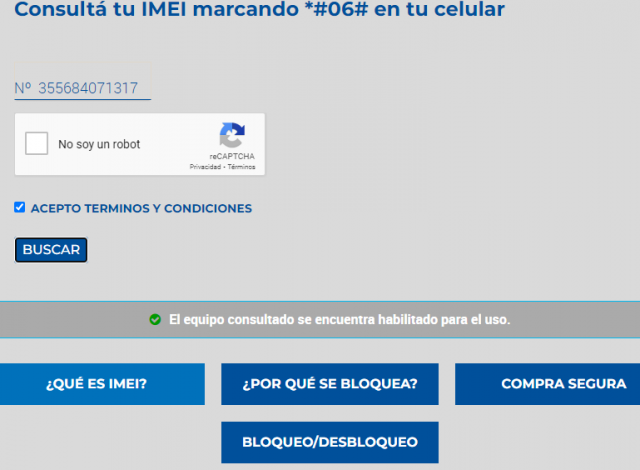 Consultá tu IMEI marcando *#06# en tu celular
Nº 355684071317
No soy un robot
reCAPTCHA
Privacidad - Términos
ACEPTO TERMINOS Y CONDICIONES
BUSCAR
El equipo consultado se encuentra habilitado para el uso.
¿QUÉ ES IMEI?
¿POR QUÉ SE BLOQUEA?
COMPRA SEGURA
BLOQUEO/DESBLOQUEO